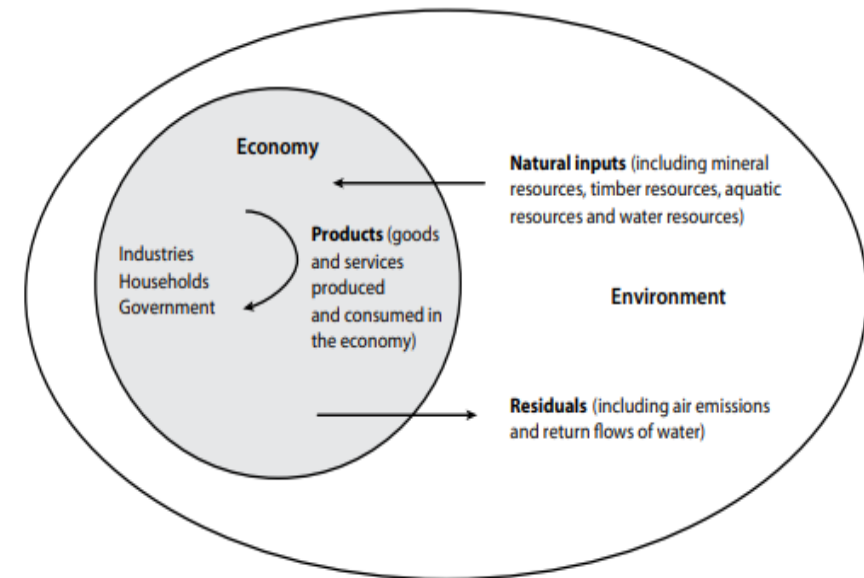 Economy
Industries
Households
Government
Products (goods
and services
produced
and consumed in
the economy)
Natural inputs (including mineral
resources, timber resources, aquatic
resources and water resources)
Environment
Residuals (including air emissions
and return flows of water)